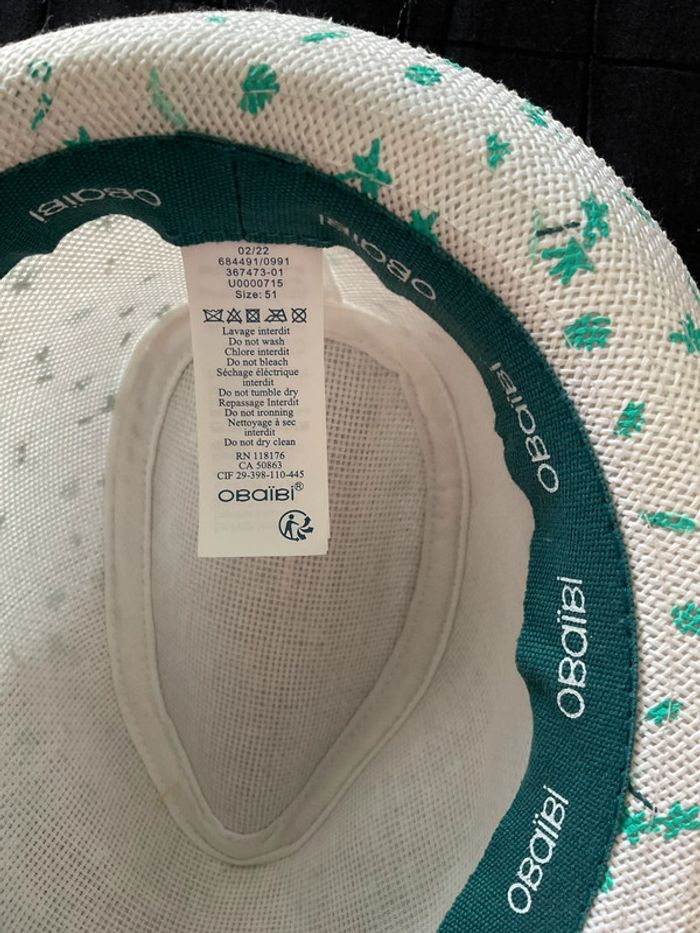 OBaïBi
OBaïBi
OBaïBi
OBaïBi
OBaïBi
02/22
684491/0991
367473-01
U0000715
Size: 51
Lavage interdit
Do not wash
Chlore interdit
Do not bleach
Séchage éléctrique
interdit
Do not tumble dry
Repassage Interdit
Do not ironning
Nettoyage à sec
interdit
Do not dry clean
RN 118176
CA 50863
CIF 29-398-110-445
OBaïBi®